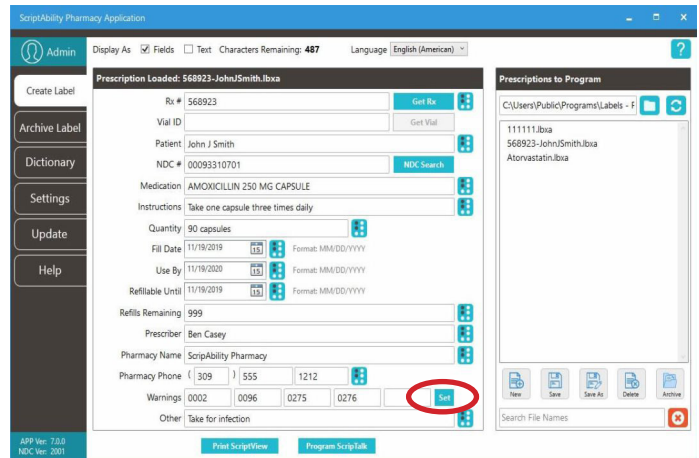 ScriptAbility Pharmacy Application
Admin
Display As Fields Text Characters Remaining: 487 Language English (American)
?
Create Label
Archive Label
Dictionary
Settings
Update
Help
APP Ver: 7.0.0
NDC Ver: 2001
Prescription Loaded: 568923-JohnJSmith.lbxa
Rx # 568923 Get Rx
Vial ID Get Vial
Patient John J Smith
NDC # 00093310701 NDC Search
Medication AMOXICILLIN 250 MG CAPSULE
Instructions Take one capsule three times daily
Quantity 90 capsules
Fill Date 11/19/2019 15 Format: MM/DD/YYYY
Use By 11/19/2020 15 Format: MM/DD/YYYY
Refillable Until 11/19/2019 15 Format: MM/DD/YYYY
Refills Remaining 999
Prescriber Ben Casey
Pharmacy Name ScripAbility Pharmacy
Pharmacy Phone ( 309 ) 555 1212
Warnings 0002 0096 0275 0276 Set
Other Take for infection
Print ScriptView Program ScripTalk
Prescriptions to Program
C:\Users\Public\Programs\Labels - F
111111.lbxa
568923-JohnJSmith.lbxa
Atorvastatin.lbxa
New Save Save As Delete Archive
Search File Names